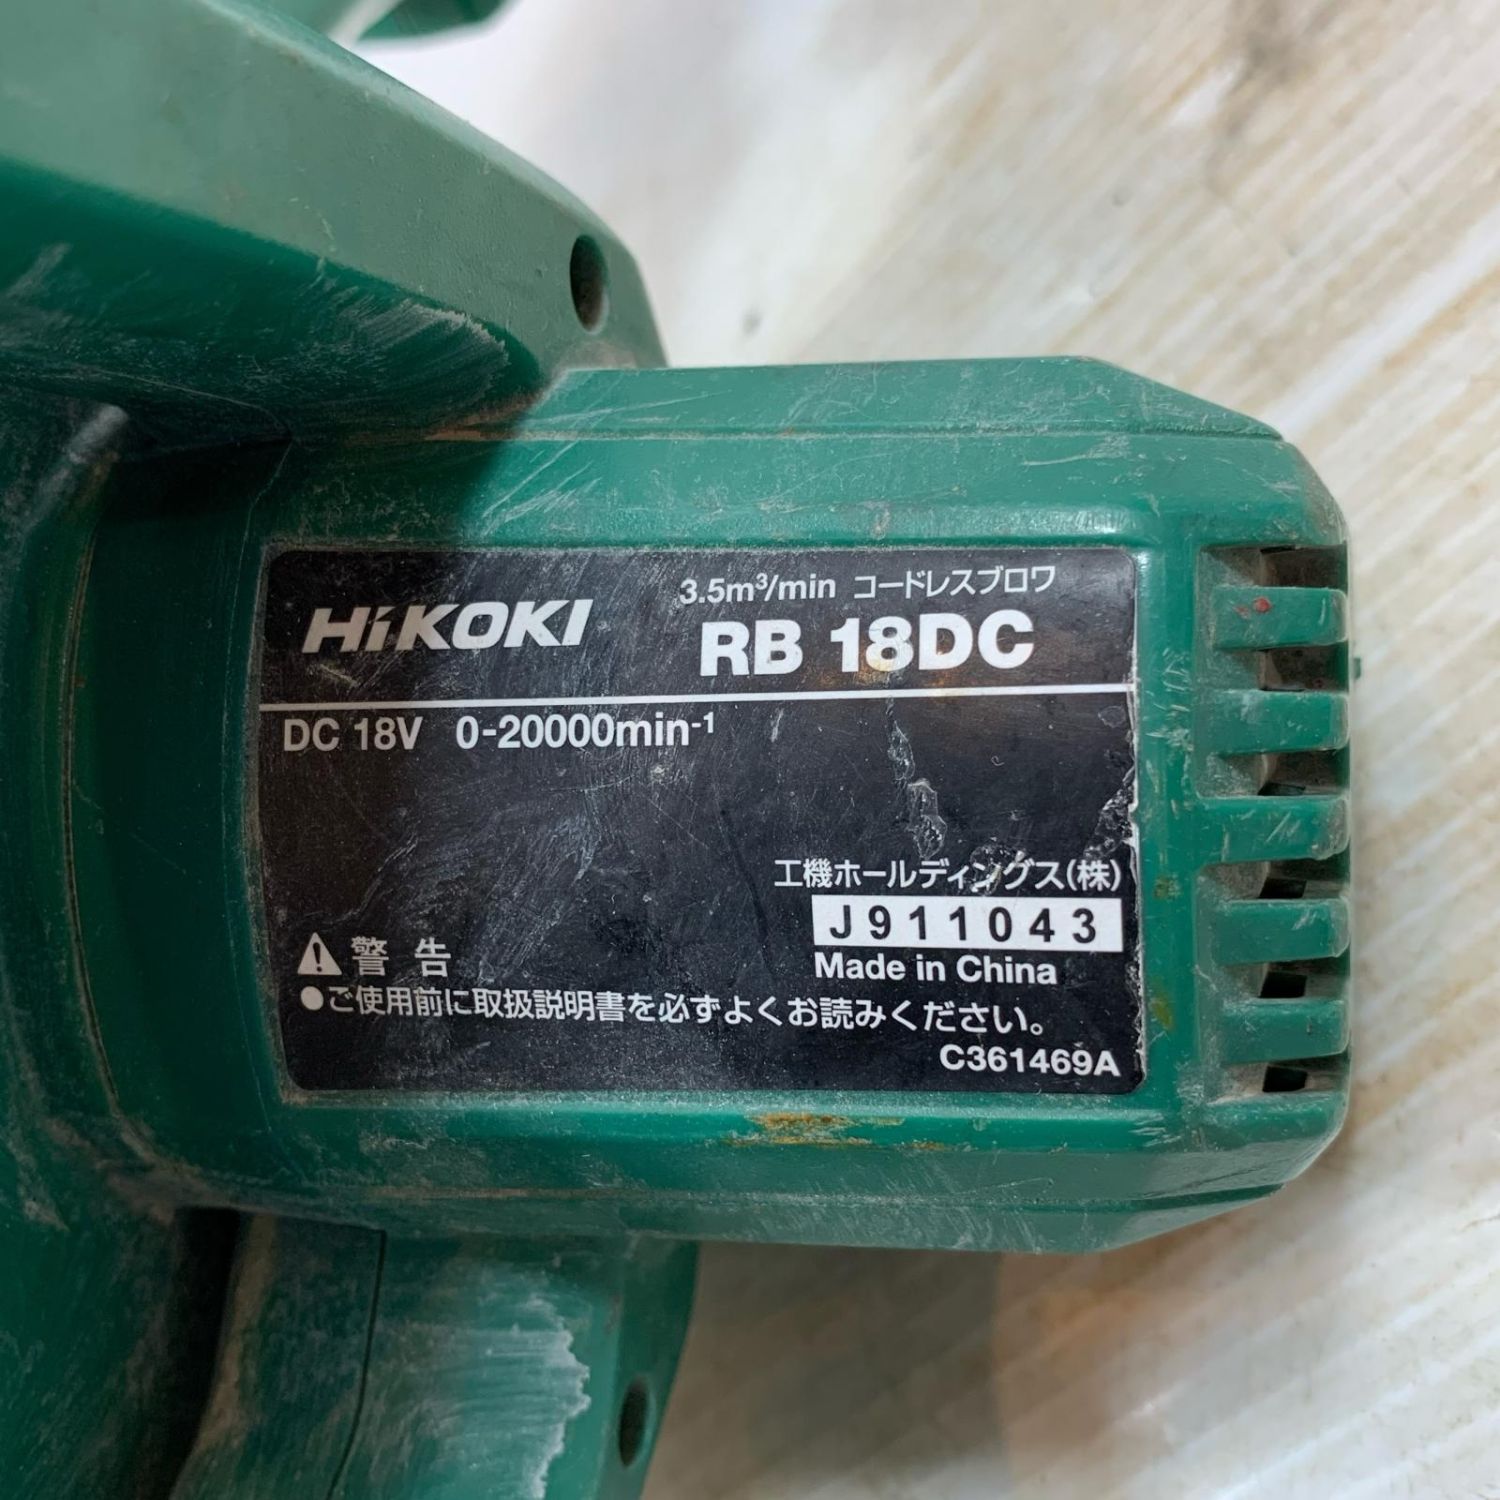 3.5m³/min コードレスブロワ
HiKOKI RB 18DC
DC 18V 0-20000min⁻¹
工機ホールディングス(株)
J911043
Made in China
⚠警告
●ご使用前に取扱説明書を必ずよくお読みください。
C361469A